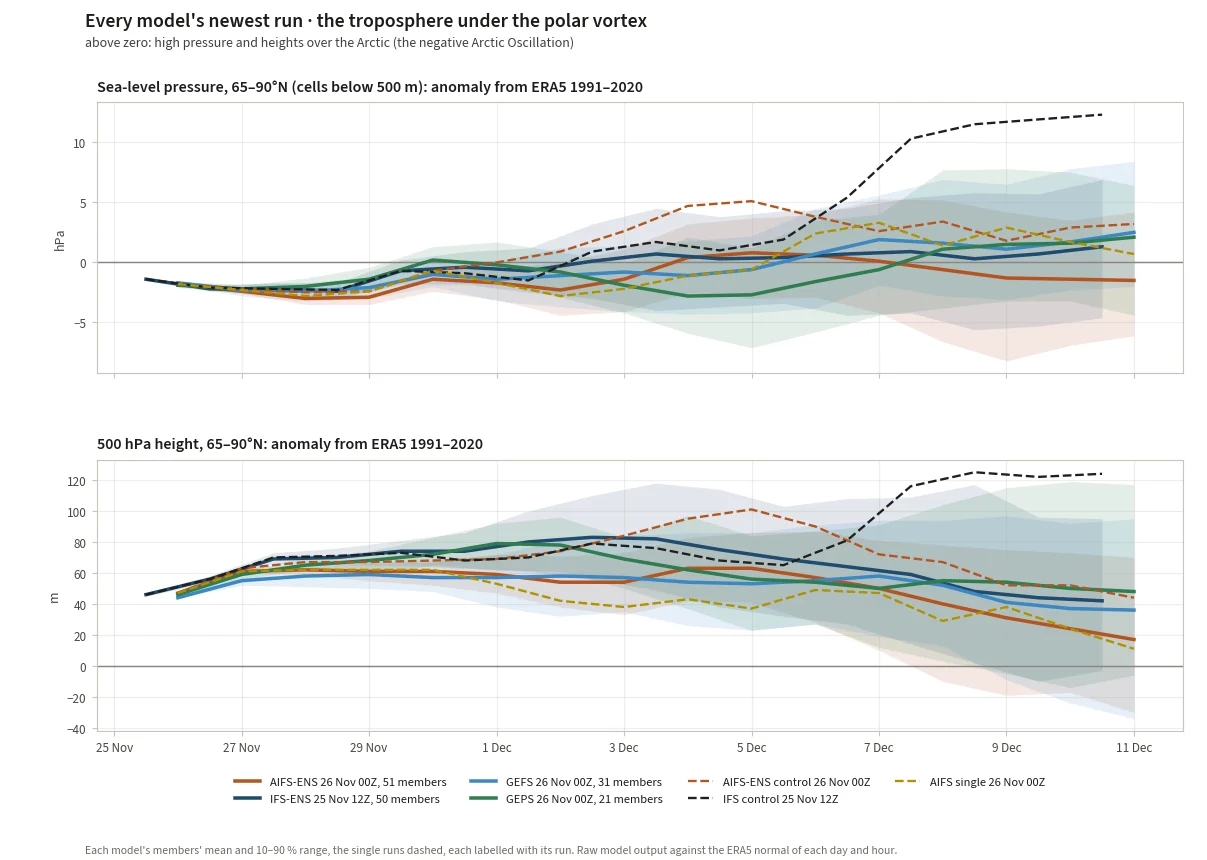 Every model's newest run · the troposphere under the polar vortex
above zero: high pressure and heights over the Arctic (the negative Arctic Oscillation)
Sea-level pressure, 65–90°N (cells below 500 m): anomaly from ERA5 1991–2020
10
5
0
−5
hPa
500 hPa height, 65–90°N: anomaly from ERA5 1991–2020
120
100
80
60
40
20
0
−20
−40
m
25 Nov 27 Nov 29 Nov 1 Dec 3 Dec 5 Dec 7 Dec 9 Dec 11 Dec
AIFS-ENS 26 Nov 00Z, 51 members GEFS 26 Nov 00Z, 31 members AIFS-ENS control 26 Nov 00Z AIFS single 26 Nov 00Z
IFS-ENS 25 Nov 12Z, 50 members GEPS 26 Nov 00Z, 21 members IFS control 25 Nov 12Z
Each model's members' mean and 10–90 % range, the single runs dashed, each labelled with its run. Raw model output against the ERA5 normal of each day and hour.